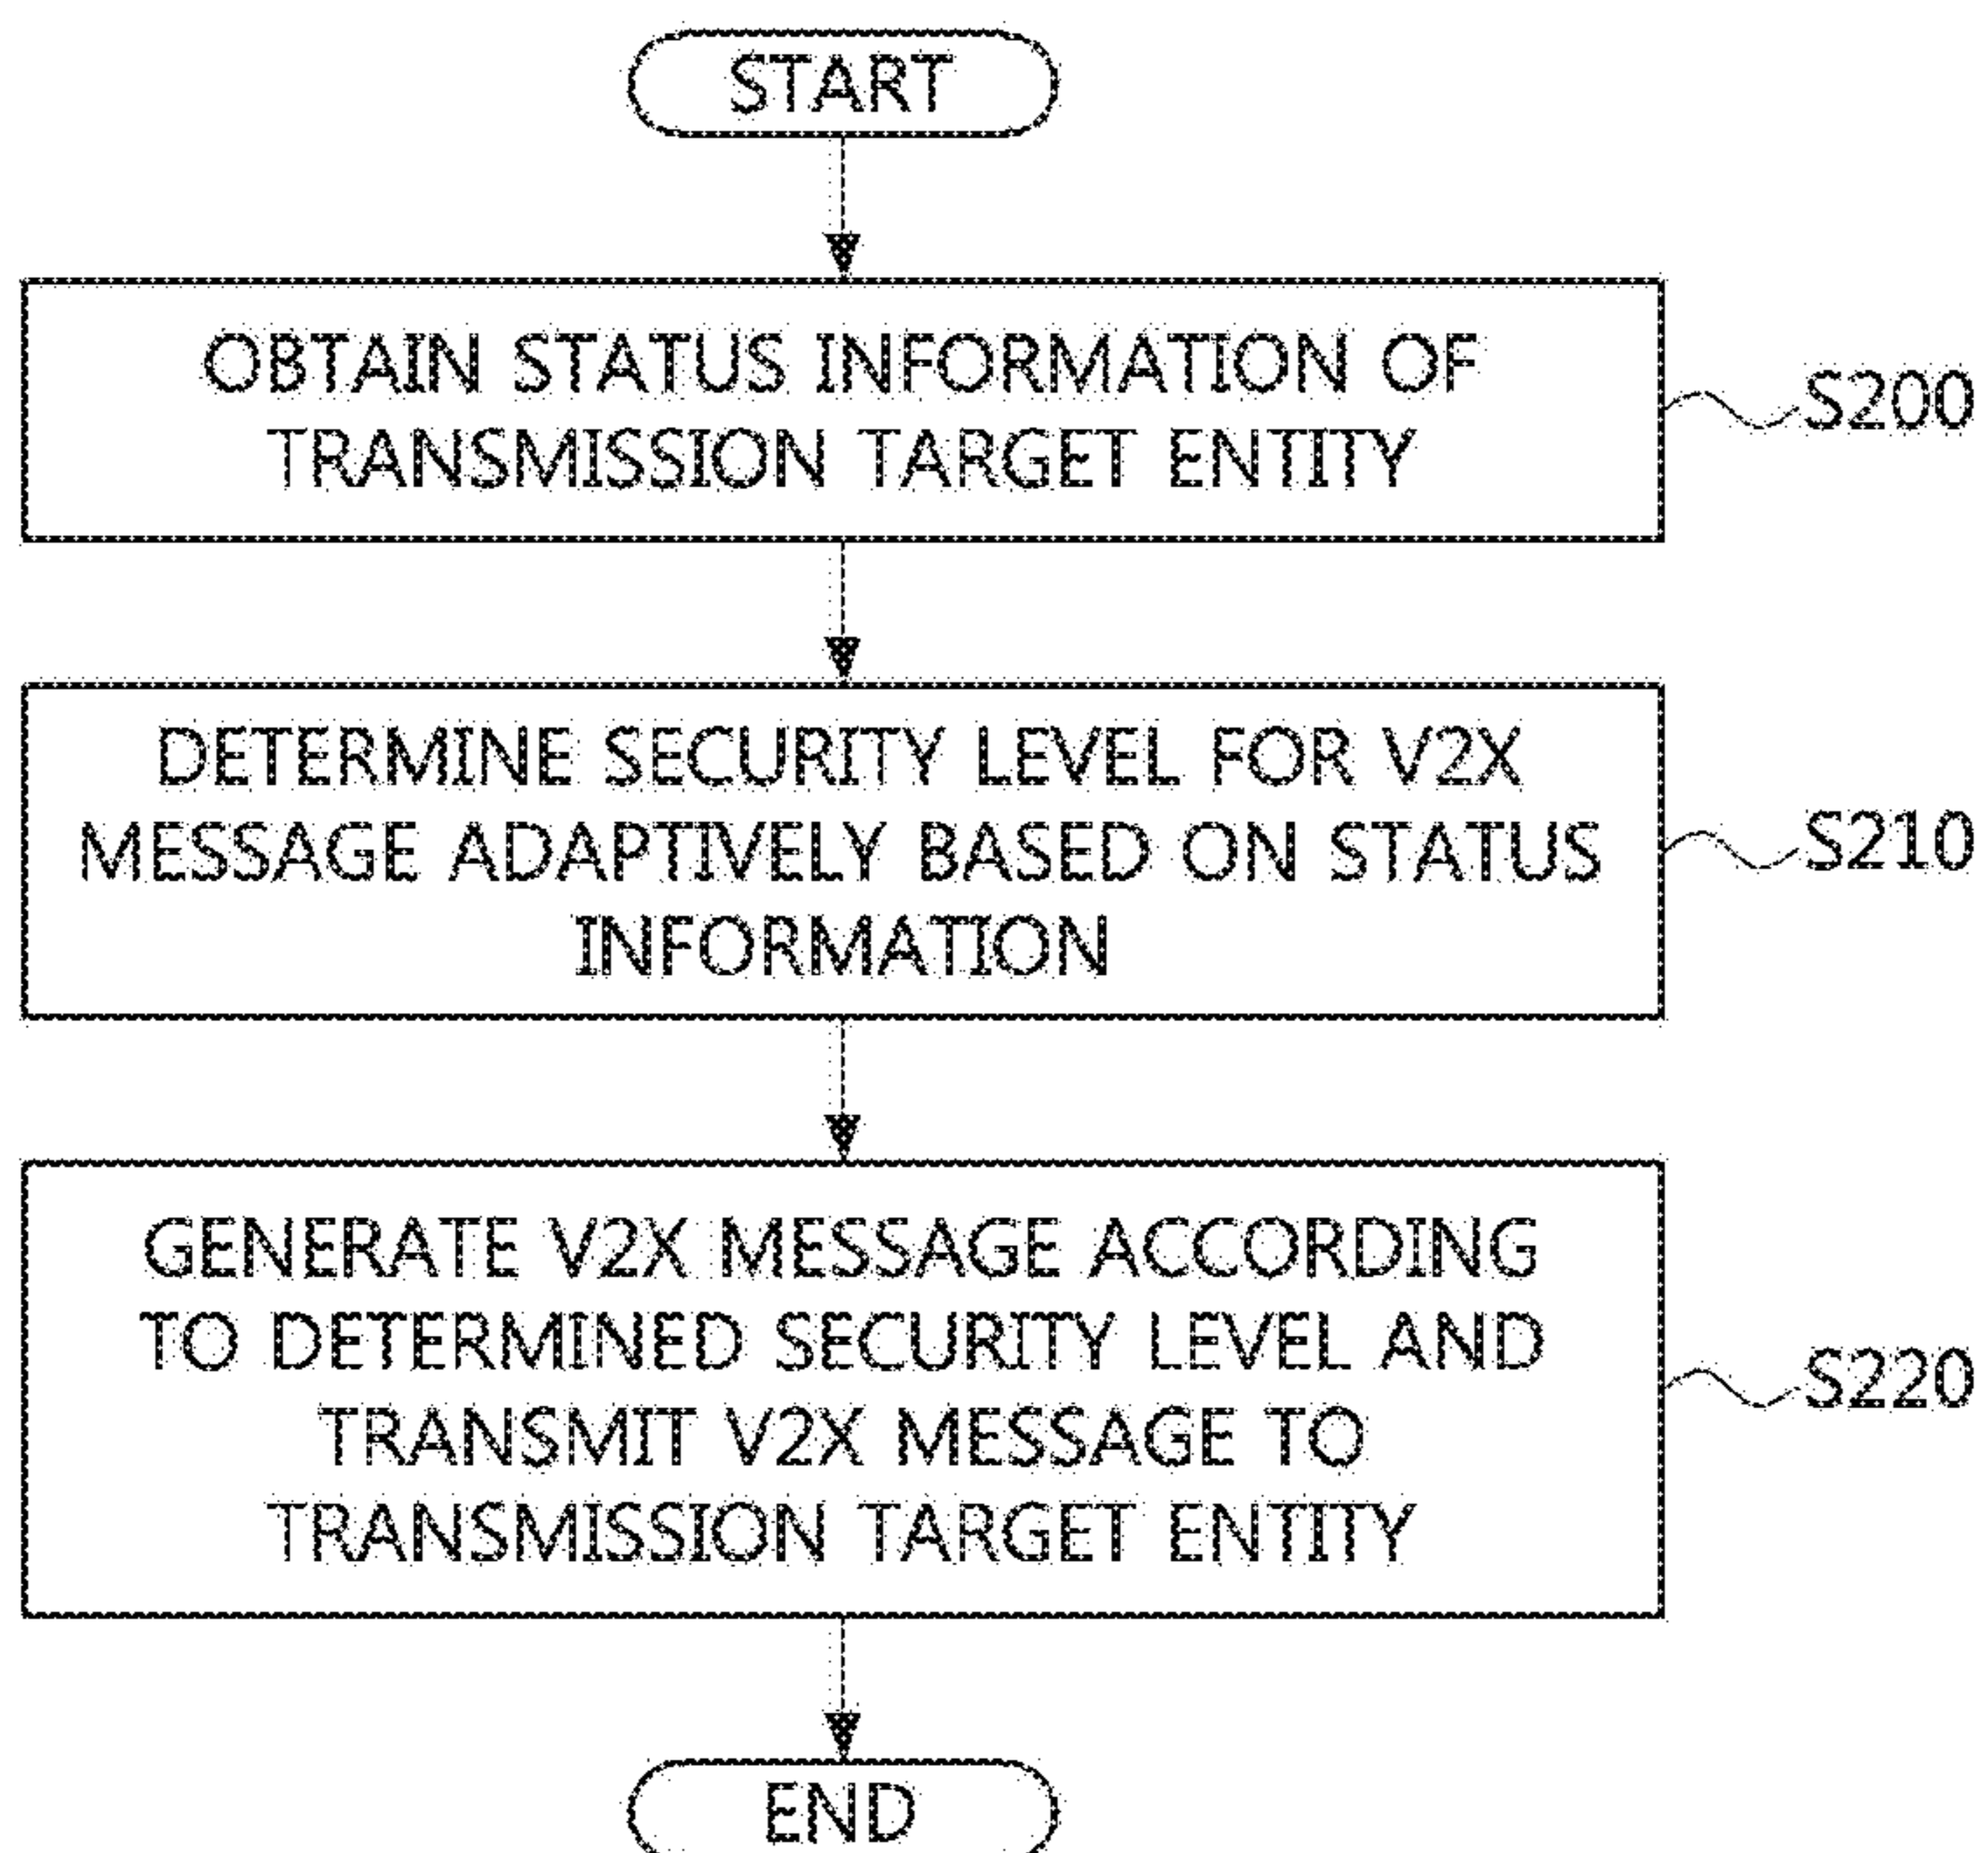 START
OBTAIN STATUS INFORMATION OF
TRANSMISSION TARGET ENTITY
S200
DETERMINE SECURITY LEVEL FOR V2X
MESSAGE ADAPTIVELY BASED ON STATUS
INFORMATION
S210
GENERATE V2X MESSAGE ACCORDING
TO DETERMINED SECURITY LEVEL AND
TRANSMIT V2X MESSAGE TO
TRANSMISSION TARGET ENTITY
S220
END